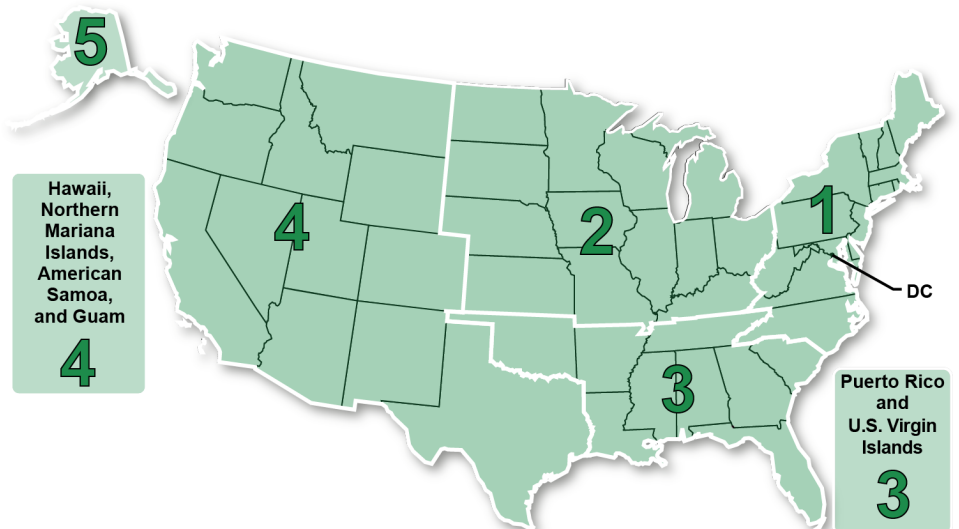 5
Hawaii,
Northern
Mariana
Islands,
American
Samoa,
and Guam
4
4
2
1
DC
3
Puerto Rico
and
U.S. Virgin
Islands
3